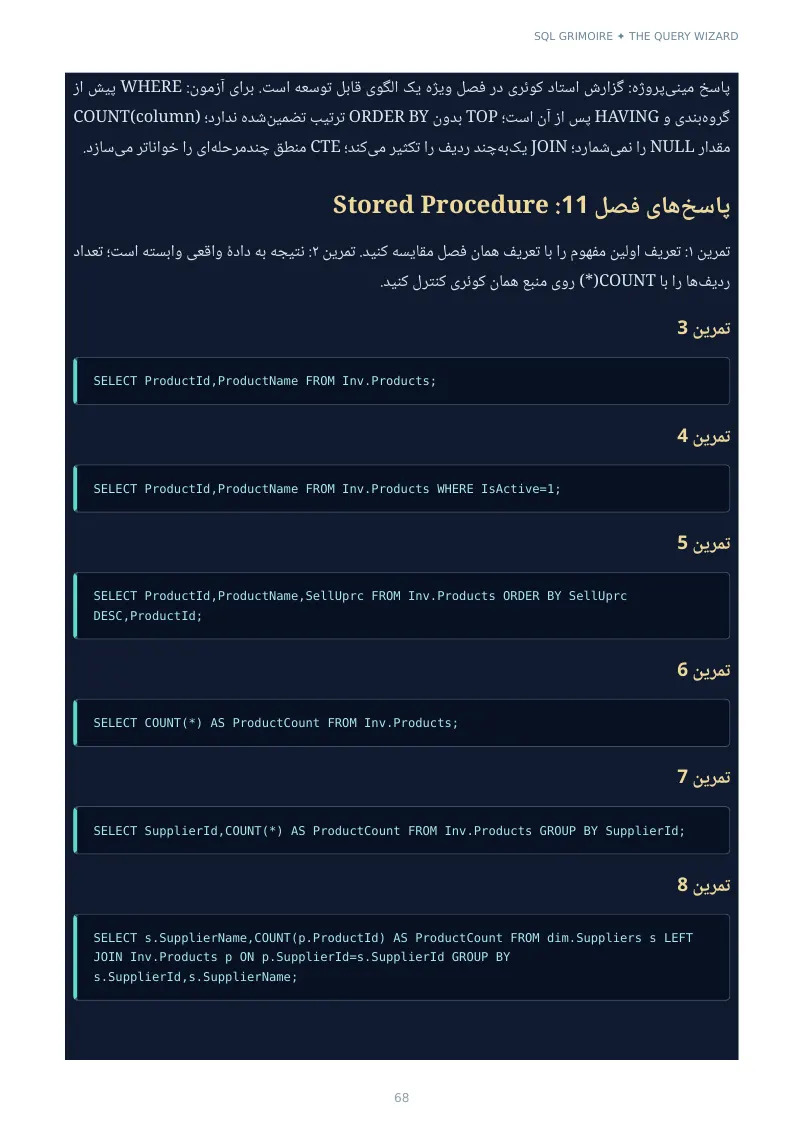 SQL GRIMOIRE ✦ THE QUERY WIZARD
پاسخ مینی‌پروژه: گزارش استاد کوئری در فصل ویژه یک الگوی قابل توسعه است. برای آزمون: WHERE پیش از
گروه‌بندی و HAVING پس از آن است؛ TOP بدون ORDER BY ترتیب تضمین‌شده ندارد؛ COUNT(column)
مقدار NULL را نمی‌شمارد؛ JOIN یک‌به‌چند ردیف را تکثیر می‌کند؛ CTE منطق چندمرحله‌ای را خواناتر می‌سازد.
پاسخ‌های فصل 11: Stored Procedure
تمرین ۱: تعریف اولین مفهوم را با تعریف همان فصل مقایسه کنید. تمرین ۲: نتیجه به دادهٔ واقعی وابسته است؛ تعداد
ردیف‌ها را با COUNT(*) روی منبع همان کوئری کنترل کنید.
تمرین 3
SELECT ProductId,ProductName FROM Inv.Products;
تمرین 4
SELECT ProductId,ProductName FROM Inv.Products WHERE IsActive=1;
تمرین 5
SELECT ProductId,ProductName,SellUprc FROM Inv.Products ORDER BY SellUprc
DESC,ProductId;
تمرین 6
SELECT COUNT(*) AS ProductCount FROM Inv.Products;
تمرین 7
SELECT SupplierId,COUNT(*) AS ProductCount FROM Inv.Products GROUP BY SupplierId;
تمرین 8
SELECT s.SupplierName,COUNT(p.ProductId) AS ProductCount FROM dim.Suppliers s LEFT
JOIN Inv.Products p ON p.SupplierId=s.SupplierId GROUP BY
s.SupplierId,s.SupplierName;
68